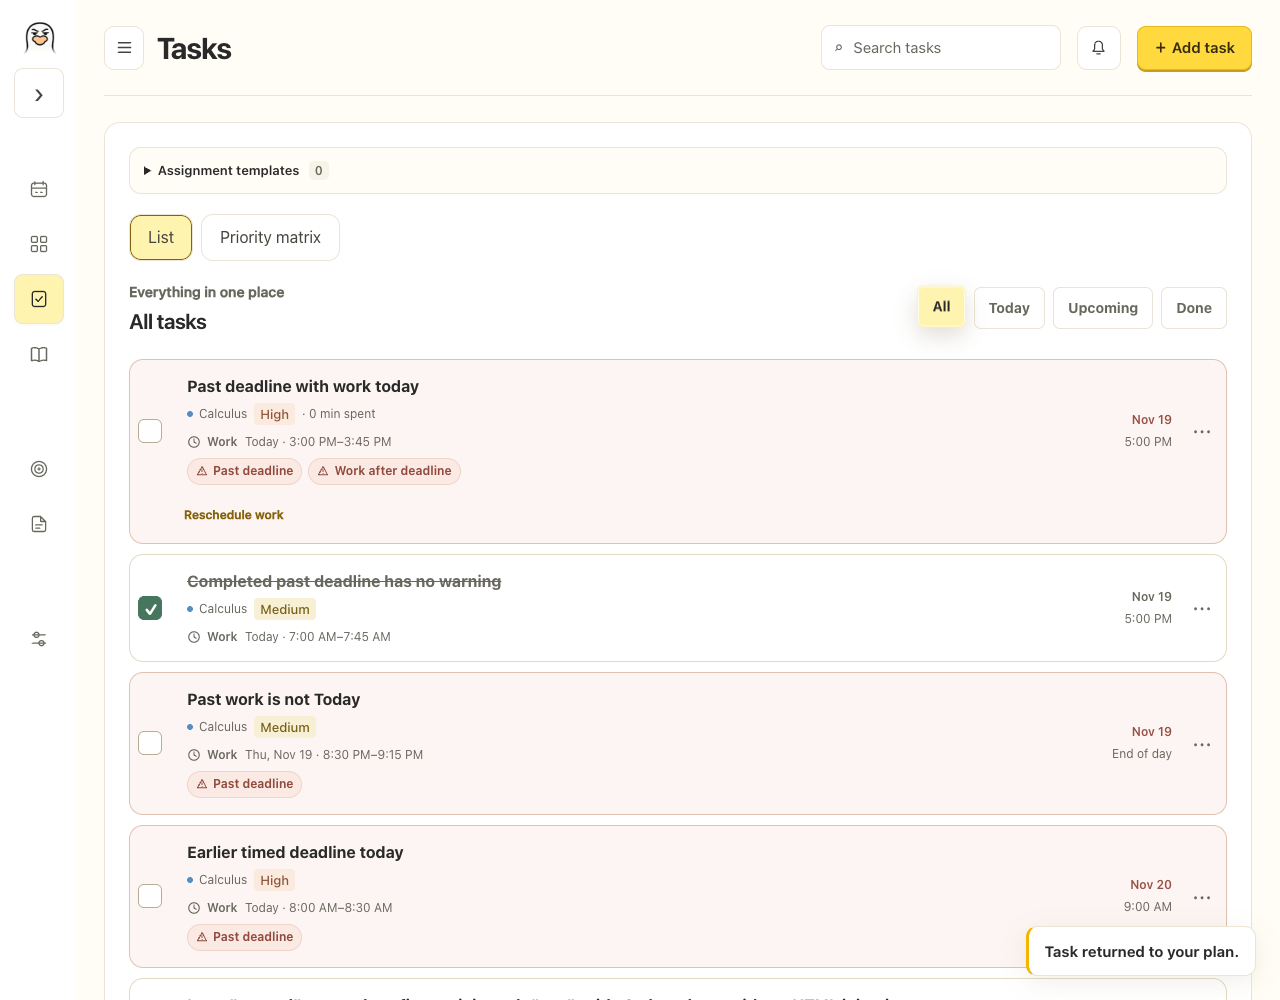 Tasks
Search tasks
+ Add task
Assignment templates 0
List
Priority matrix
Everything in one place
All tasks
All
Today
Upcoming
Done
Past deadline with work today
Calculus High · 0 min spent
Work Today · 3:00 PM–3:45 PM
Past deadline
Work after deadline
Reschedule work
Nov 19
5:00 PM
Completed past deadline has no warning
Calculus Medium
Work Today · 7:00 AM–7:45 AM
Nov 19
5:00 PM
Past work is not Today
Calculus Medium
Work Thu, Nov 19 · 8:30 PM–9:15 PM
Past deadline
Nov 19
End of day
Earlier timed deadline today
Calculus High
Work Today · 8:00 AM–8:30 AM
Past deadline
Nov 20
9:00 AM
Task returned to your plan.